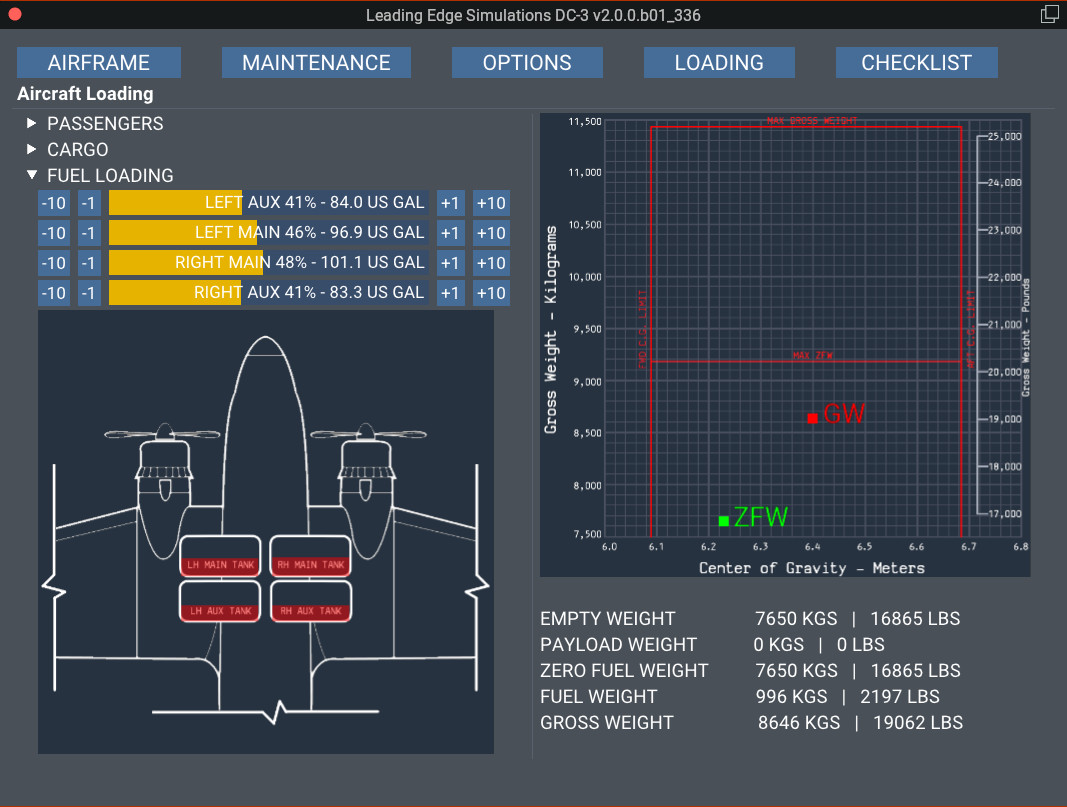 Leading Edge Simulations DC-3 v2.0.0.b01_336
AIRFRAME MAINTENANCE OPTIONS LOADING CHECKLIST
Aircraft Loading
PASSENGERS
CARGO
FUEL LOADING
-10 -1 LEFT AUX 41% - 84.0 US GAL +1 +10
-10 -1 LEFT MAIN 46% - 96.9 US GAL +1 +10
-10 -1 RIGHT MAIN 48% - 101.1 US GAL +1 +10
-10 -1 RIGHT AUX 41% - 83.3 US GAL +1 +10
LH MAIN TANK RH MAIN TANK
LH AUX TANK RH AUX TANK
Gross Weight - Kilograms
11,500
11,000
10,500
10,000
9,500
9,000
8,500
8,000
7,500
MAX GROSS WEIGHT
FWD C.G. LIMIT
MAX ZFW
AFT C.G. LIMIT
GW
ZFW
25,000
24,000
23,000
22,000
21,000
20,000
19,000
18,000
17,000
Gross Weight - Pounds
6.0 6.1 6.2 6.3 6.4 6.5 6.6 6.7 6.8
Center of Gravity - Meters
EMPTY WEIGHT 7650 KGS | 16865 LBS
PAYLOAD WEIGHT 0 KGS | 0 LBS
ZERO FUEL WEIGHT 7650 KGS | 16865 LBS
FUEL WEIGHT 996 KGS | 2197 LBS
GROSS WEIGHT 8646 KGS | 19062 LBS